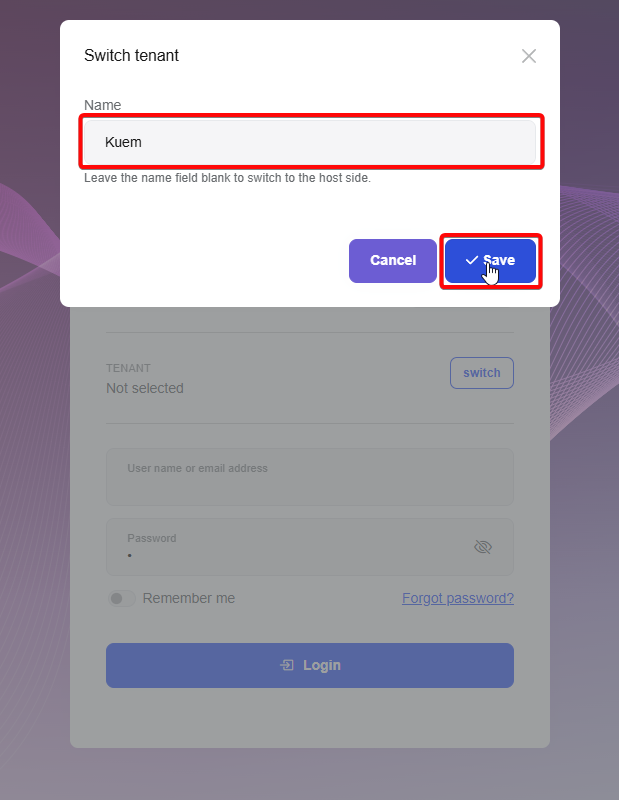 Switch tenant
Name
Kuem
Leave the name field blank to switch to the host side.
Cancel
Save
TENANT
Not selected
switch
User name or email address
Password
•
Remember me
Forgot password?
Login